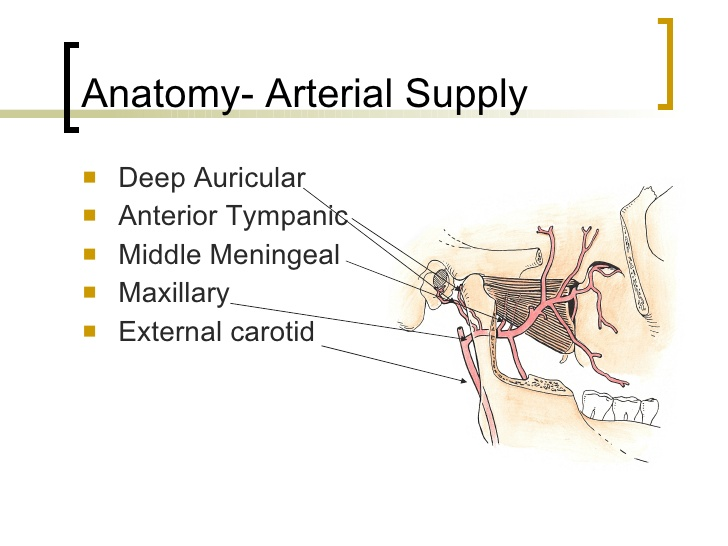 Anatomy- Arterial Supply
Deep Auricular
Anterior Tympanic
Middle Meningeal
Maxillary
External carotid